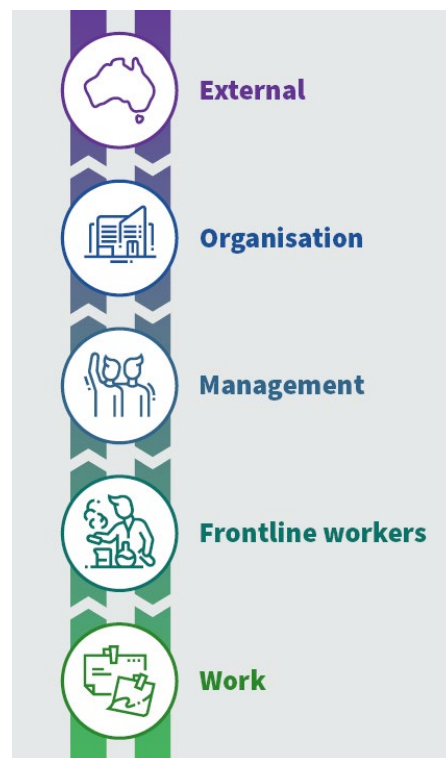 External
Organisation
Management
Frontline workers
Work